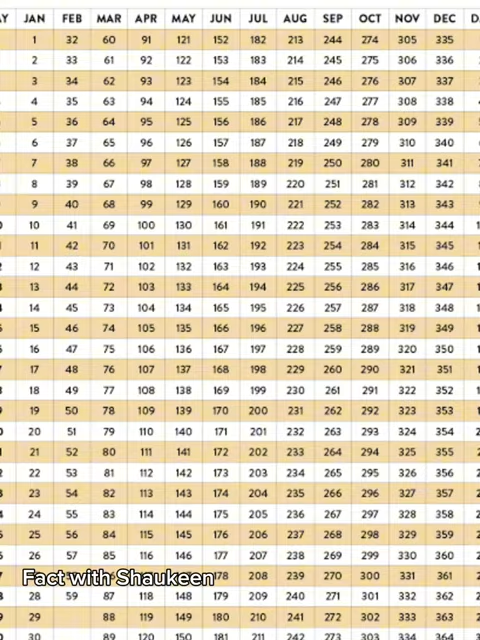 JAN FEB MAR APR MAY JUN JUL AUG SEP OCT NOV DEC
1 32 60 91 121 152 182 213 244 274 305 335
2 33 61 92 122 153 183 214 245 275 306 336
3 34 62 93 123 154 184 215 246 276 307 337
4 35 63 94 124 155 185 216 247 277 308 338
5 36 64 95 125 156 186 217 248 278 309 339
6 37 65 96 126 157 187 218 249 279 310 340
7 38 66 97 127 158 188 219 250 280 311 341
8 39 67 98 128 159 189 220 251 281 312 342
9 40 68 99 129 160 190 221 252 282 313 343
10 41 69 100 130 161 191 222 253 283 314 344
11 42 70 101 131 162 192 223 254 284 315 345
12 43 71 102 132 163 193 224 255 285 316 346
13 44 72 103 133 164 194 225 256 286 317 347
14 45 73 104 134 165 195 226 257 287 318 348
15 46 74 105 135 166 196 227 258 288 319 349
16 47 75 106 136 167 197 228 259 289 320 350
17 48 76 107 137 168 198 229 260 290 321 351
18 49 77 108 138 169 199 230 261 291 322 352
19 50 78 109 139 170 200 231 262 292 323 353
20 51 79 110 140 171 201 232 263 293 324 354
21 52 80 111 141 172 202 233 264 294 325 355
22 53 81 112 142 173 203 234 265 295 326 356
23 54 82 113 143 174 204 235 266 296 327 357
24 55 83 114 144 175 205 236 267 297 328 358
25 56 84 115 145 176 206 237 268 298 329 359
26 57 85 116 146 177 207 238 269 299 330 360
Fact with Shaukeen 178 208 239 270 300 331 361
28 59 87 118 148 179 209 240 271 301 332 362
29 88 119 149 180 210 241 272 302 333 363
89 120 150 181 211 242 273 303 334 364